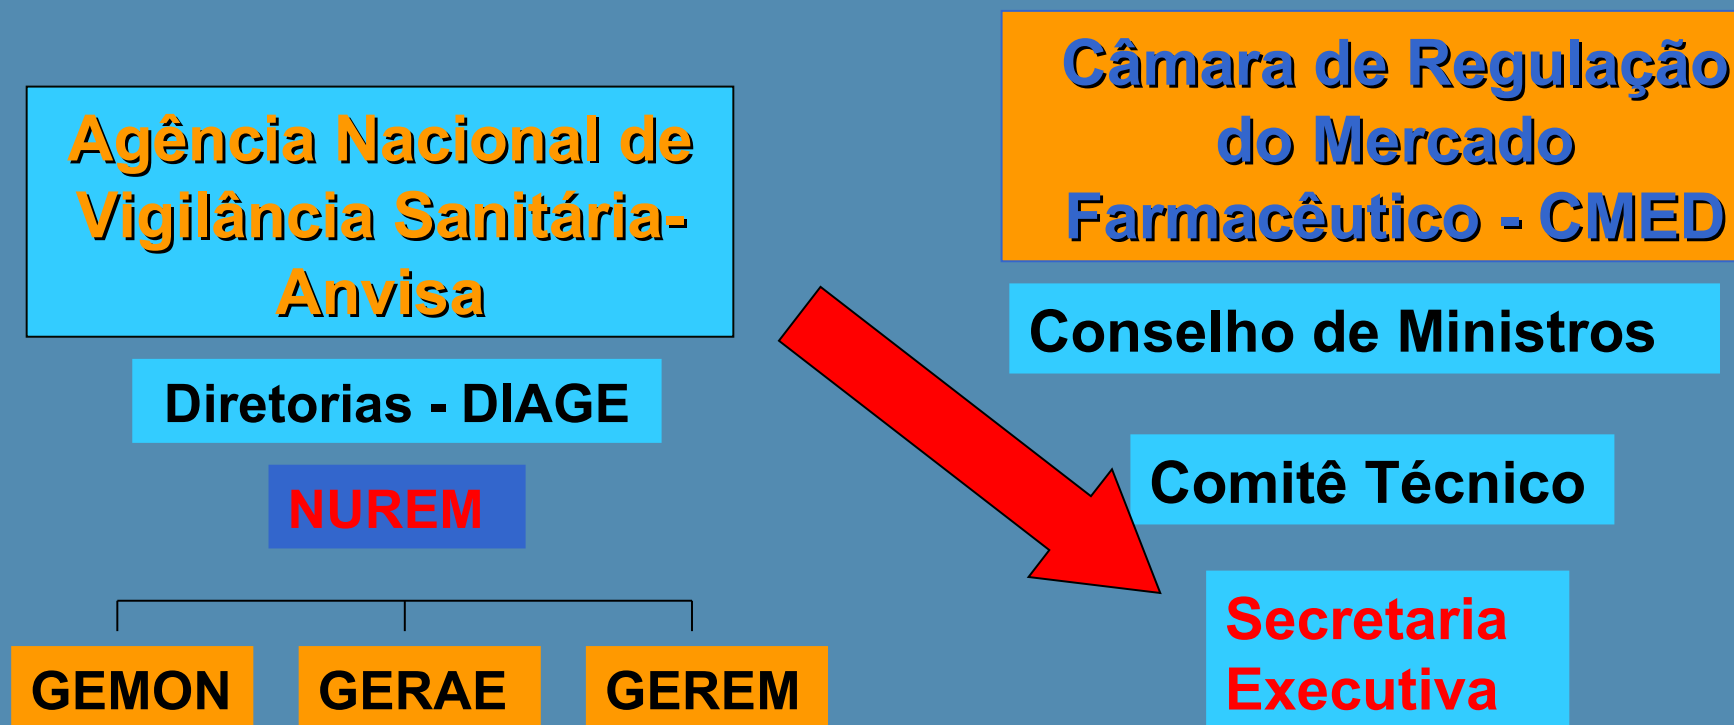 Agência Nacional de
Vigilância Sanitária-
Anvisa
Diretorias - DIAGE
NUREM
GEMON
GERAE
GEREM
Câmara de Regulação
do Mercado
Farmacêutico - CMED
Conselho de Ministros
Comitê Técnico
Secretaria
Executiva